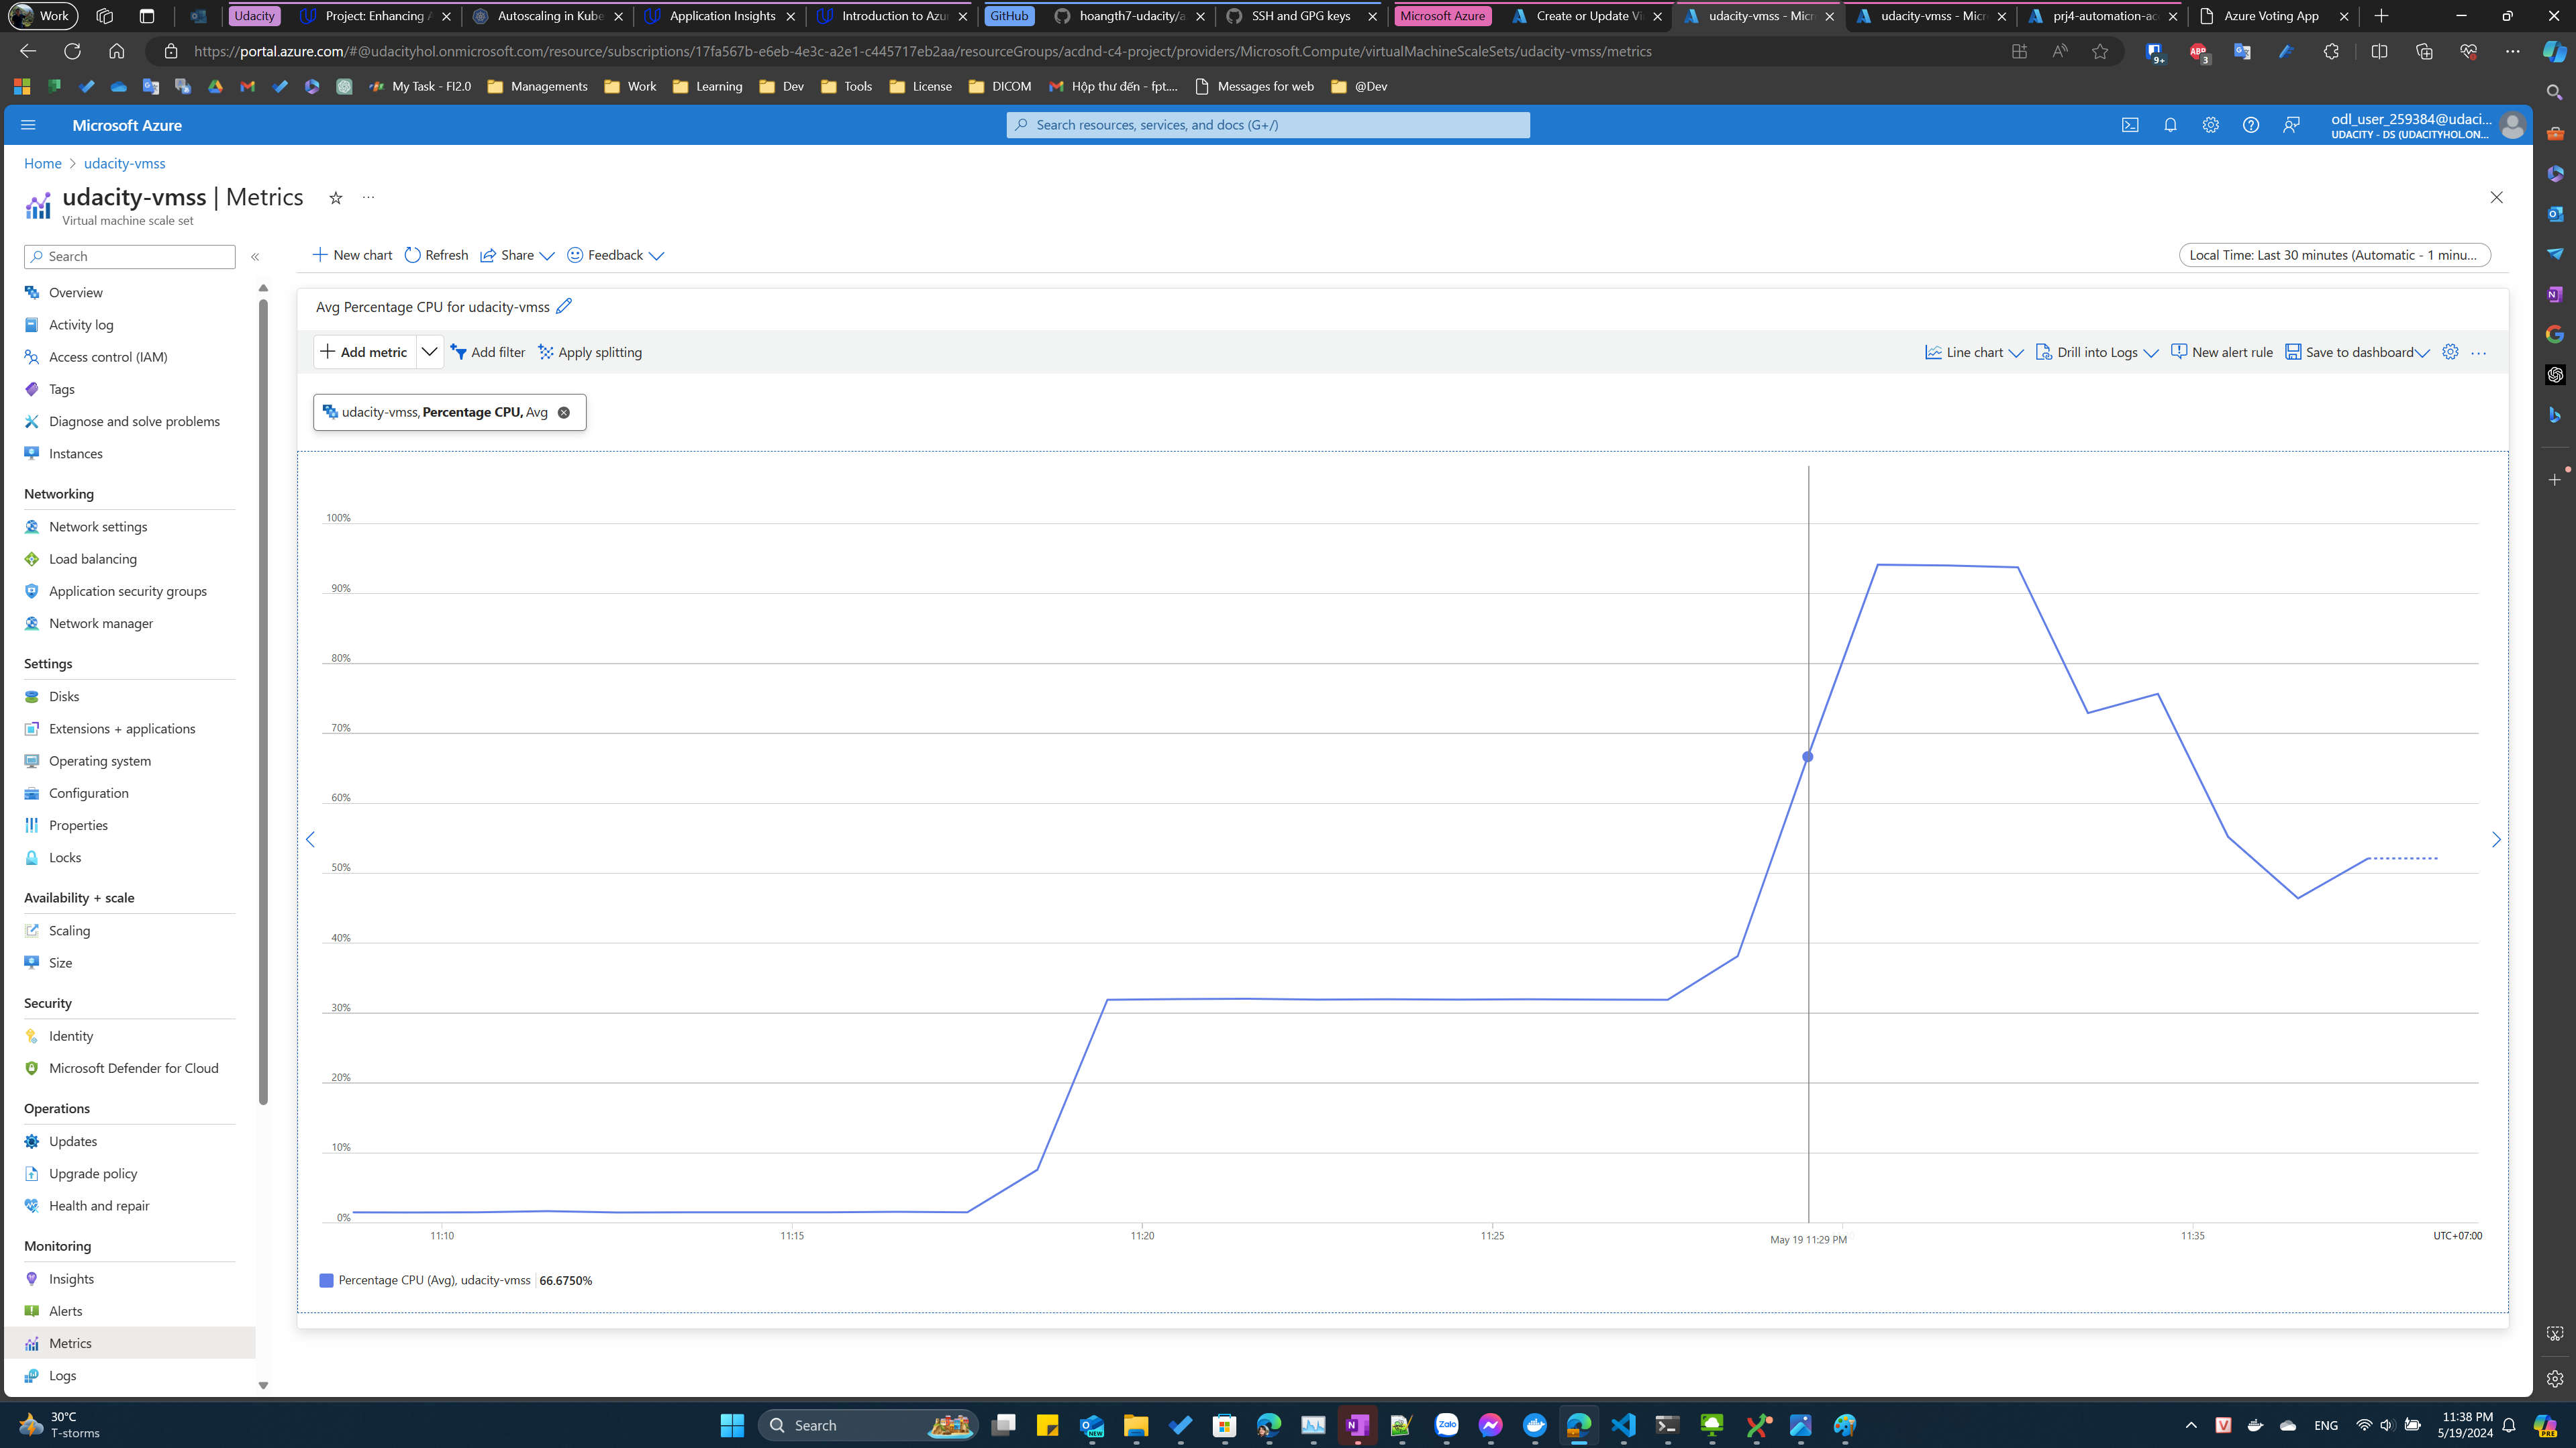 Work
Udacity
Project: Enhancing A
Autoscaling in Kube
Application Insights
Introduction to Azu
GitHub
hoangth7-udacity/a
SSH and GPG keys
Microsoft Azure
Create or Update Vi
udacity-vmss - Micr
udacity-vmss - Micr
prj4-automation-ac
Azure Voting App
https://portal.azure.com/#@udacityhol.onmicrosoft.com/resource/subscriptions/17fa567b-e6eb-4e3c-a2e1-c445717eb2aa/resourceGroups/acdnd-c4-project/providers/Microsoft.Compute/virtualMachineScaleSets/udacity-vmss/metrics
9+
ABP
3
My Task - FI2.0
Managements
Work
Learning
Dev
Tools
License
DICOM
Hộp thư đến - fpt....
Messages for web
@Dev
Microsoft Azure
Search resources, services, and docs (G+/)
odl_user_259384@udaci...
UDACITY - DS (UDACITYHOL.ON...
Home > udacity-vmss
udacity-vmss | Metrics
Virtual machine scale set
Search
New chart
Refresh
Share
Feedback
Local Time: Last 30 minutes (Automatic - 1 minu...
Overview
Activity log
Access control (IAM)
Tags
Diagnose and solve problems
Instances
Networking
Network settings
Load balancing
Application security groups
Network manager
Settings
Disks
Extensions + applications
Operating system
Configuration
Properties
Locks
Availability + scale
Scaling
Size
Security
Identity
Microsoft Defender for Cloud
Operations
Updates
Upgrade policy
Health and repair
Monitoring
Insights
Alerts
Metrics
Logs
Avg Percentage CPU for udacity-vmss
Add metric
Add filter
Apply splitting
Line chart
Drill into Logs
New alert rule
Save to dashboard
udacity-vmss, Percentage CPU, Avg
100%
90%
80%
70%
60%
50%
40%
30%
20%
10%
0%
11:10
11:15
11:20
11:25
May 19 11:29 PM
11:35
UTC+07:00
Percentage CPU (Avg), udacity-vmss
66.6750%
30°C
T-storms
Search
NEW
Zalo
ENG
11:38 PM
5/19/2024
PRE